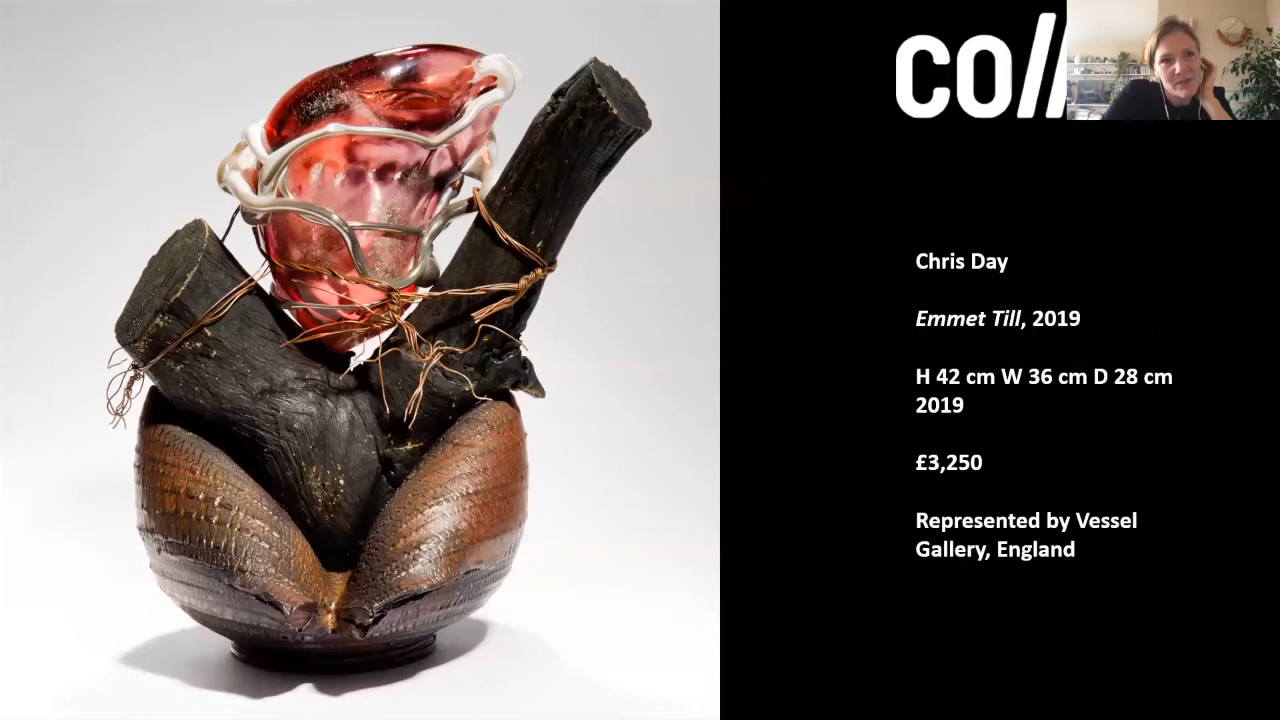 co//
Chris Day
Emmet Till, 2019
H 42 cm W 36 cm D 28 cm
2019
£3,250
Represented by Vessel
Gallery, England